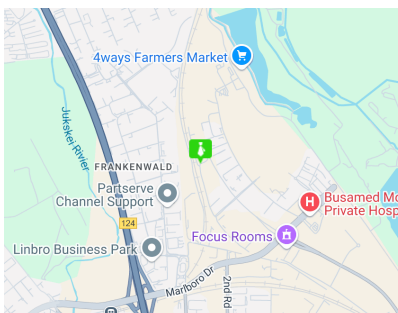 4ways Farmers Market
Jukskei Rivier
FRANKENWALD
Partserve
Channel Support
124
Busamed Mo
Private Hosp
Linbro Business Park
Focus Rooms
Marlboro Dr
2nd Rd
H